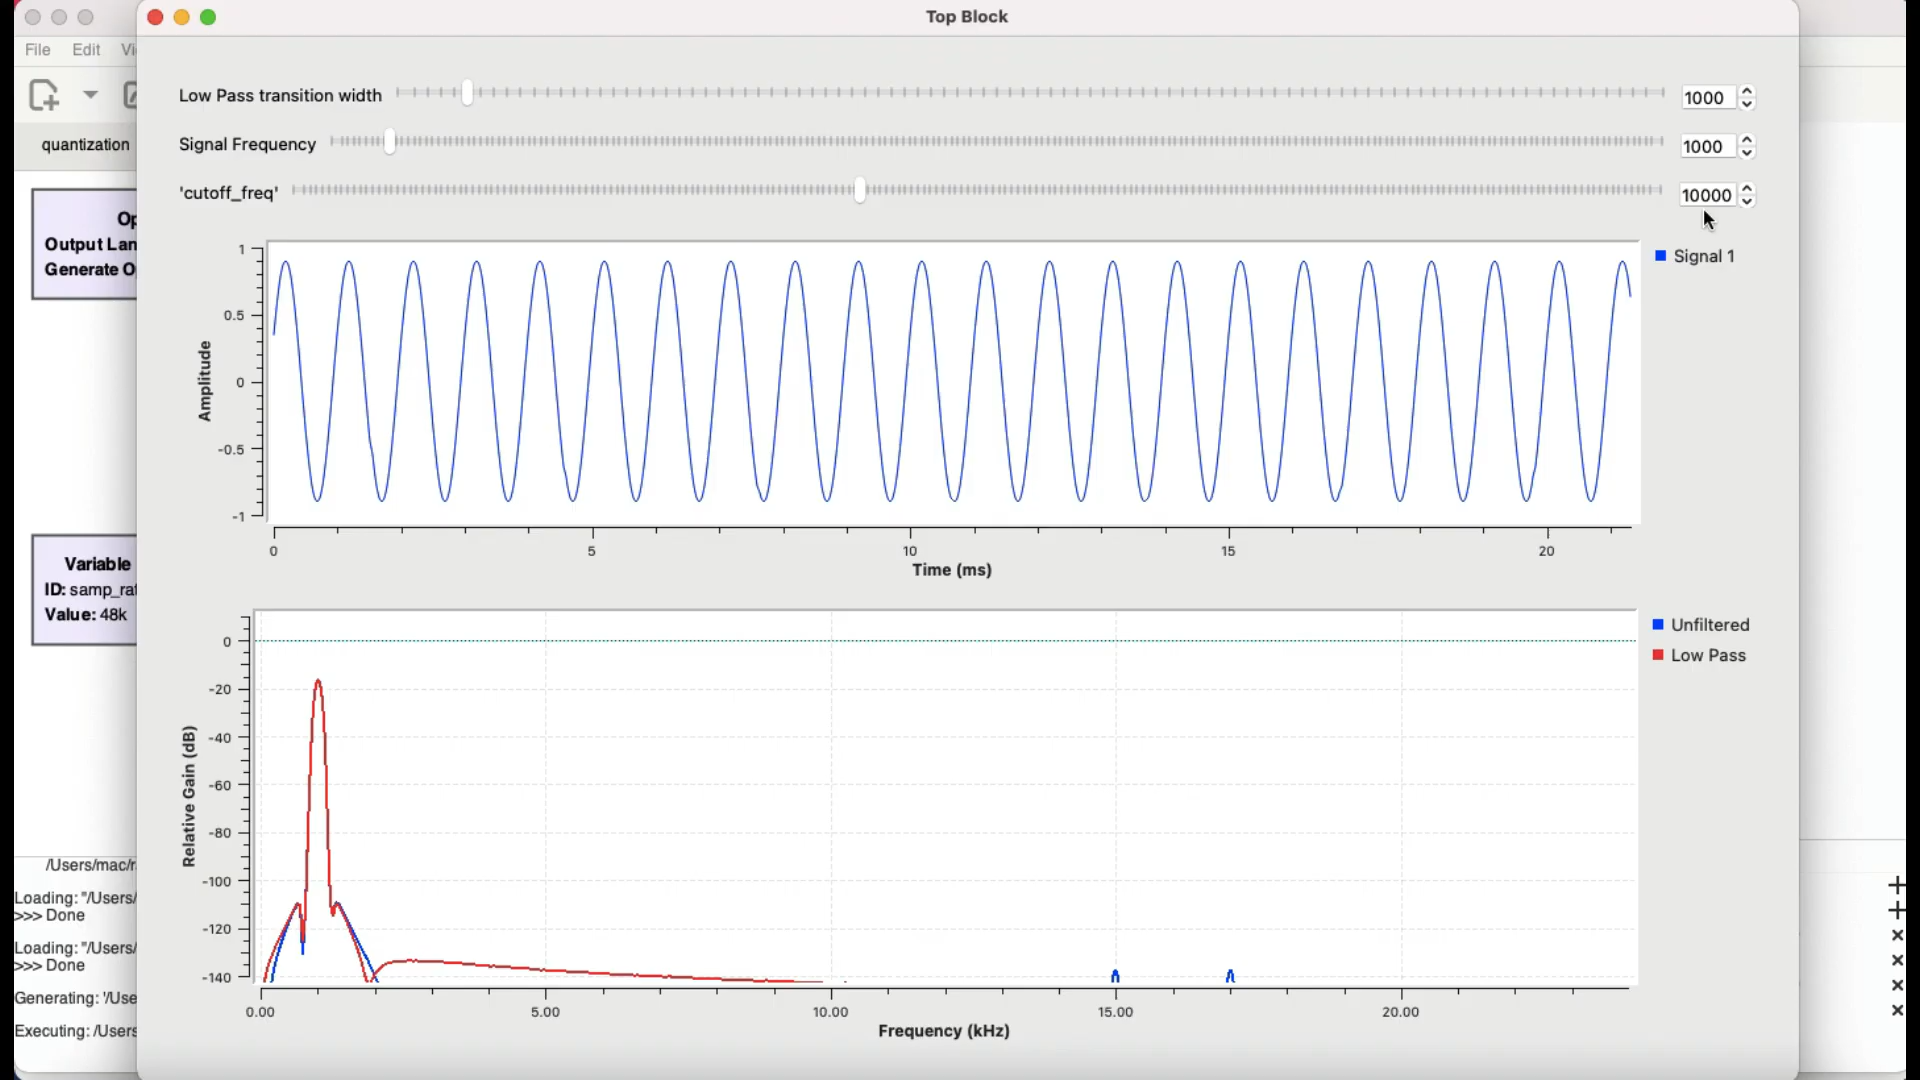 Top Block
File Edit
quantization
Output Lan
Generate O
Variable
ID: samp_rat
Value: 48k
/Users/mac/r
Loading: "/Users/
>>> Done
Loading: "/Users/
>>> Done
Generating: '/Use
Executing: /Users
Low Pass transition width 1000
Signal Frequency 1000
'cutoff_freq' 10000
1
0.5
0
-0.5
-1
Amplitude
0 5 10 15 20
Time (ms)
Signal 1
0
-20
-40
-60
-80
-100
-120
-140
Relative Gain (dB)
0.00 5.00 10.00 15.00 20.00
Frequency (kHz)
Unfiltered
Low Pass